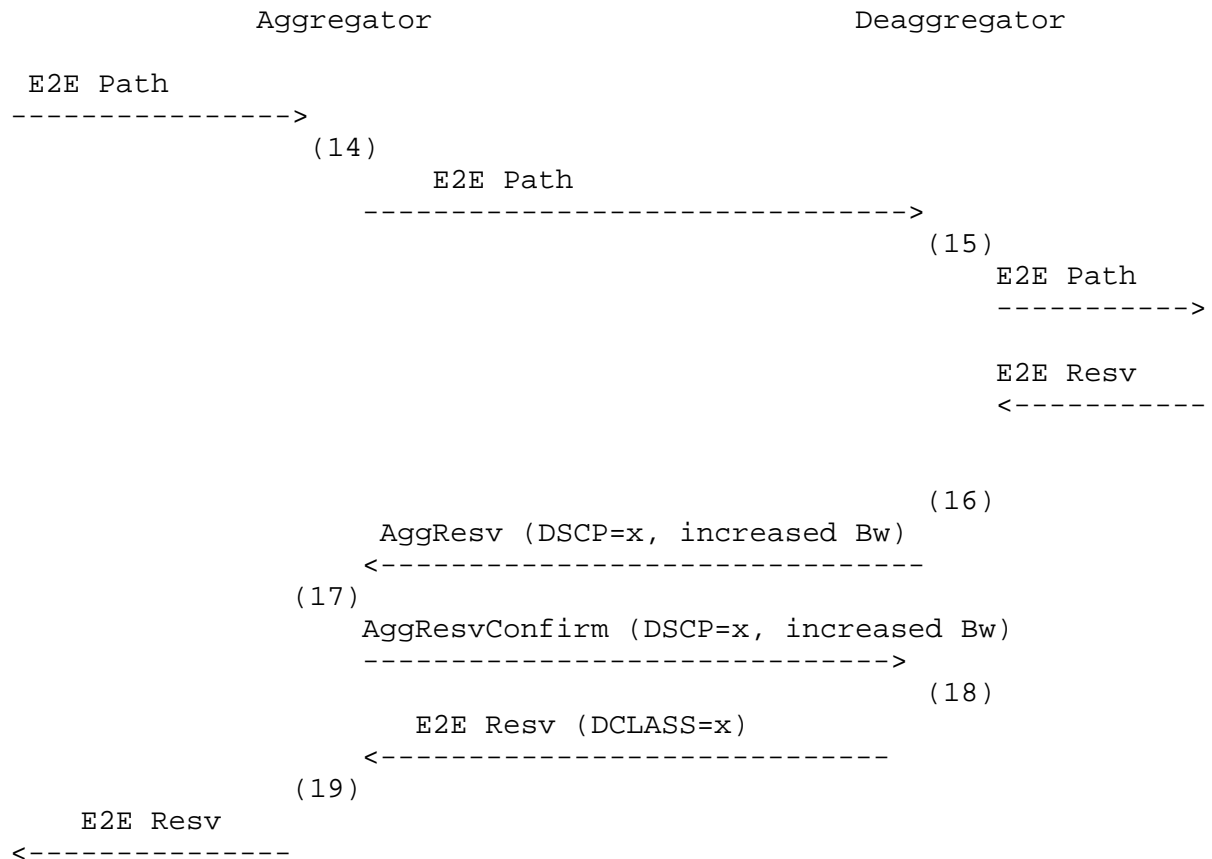 Aggregator Deaggregator
E2E Path
---------------->
(14)
E2E Path
------------------------------->
(15)
E2E Path
----------->
E2E Resv
<-----------
(16)
AggResv (DSCP=x, increased Bw)
<-------------------------------
(17)
AggResvConfirm (DSCP=x, increased Bw)
------------------------------>
(18)
E2E Resv (DCLASS=x)
<-----------------------------
(19)
E2E Resv
<---------------